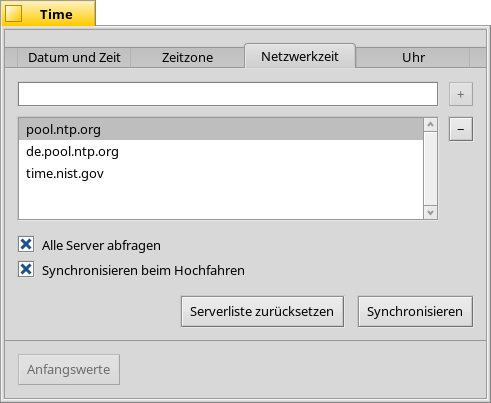 Time
Datum und Zeit
Zeitzone
Netzwerkzeit
Uhr
+
pool.ntp.org
−
de.pool.ntp.org
time.nist.gov
Alle Server abfragen
Synchronisieren beim Hochfahren
Serverliste zurücksetzen
Synchronisieren
Anfangswerte